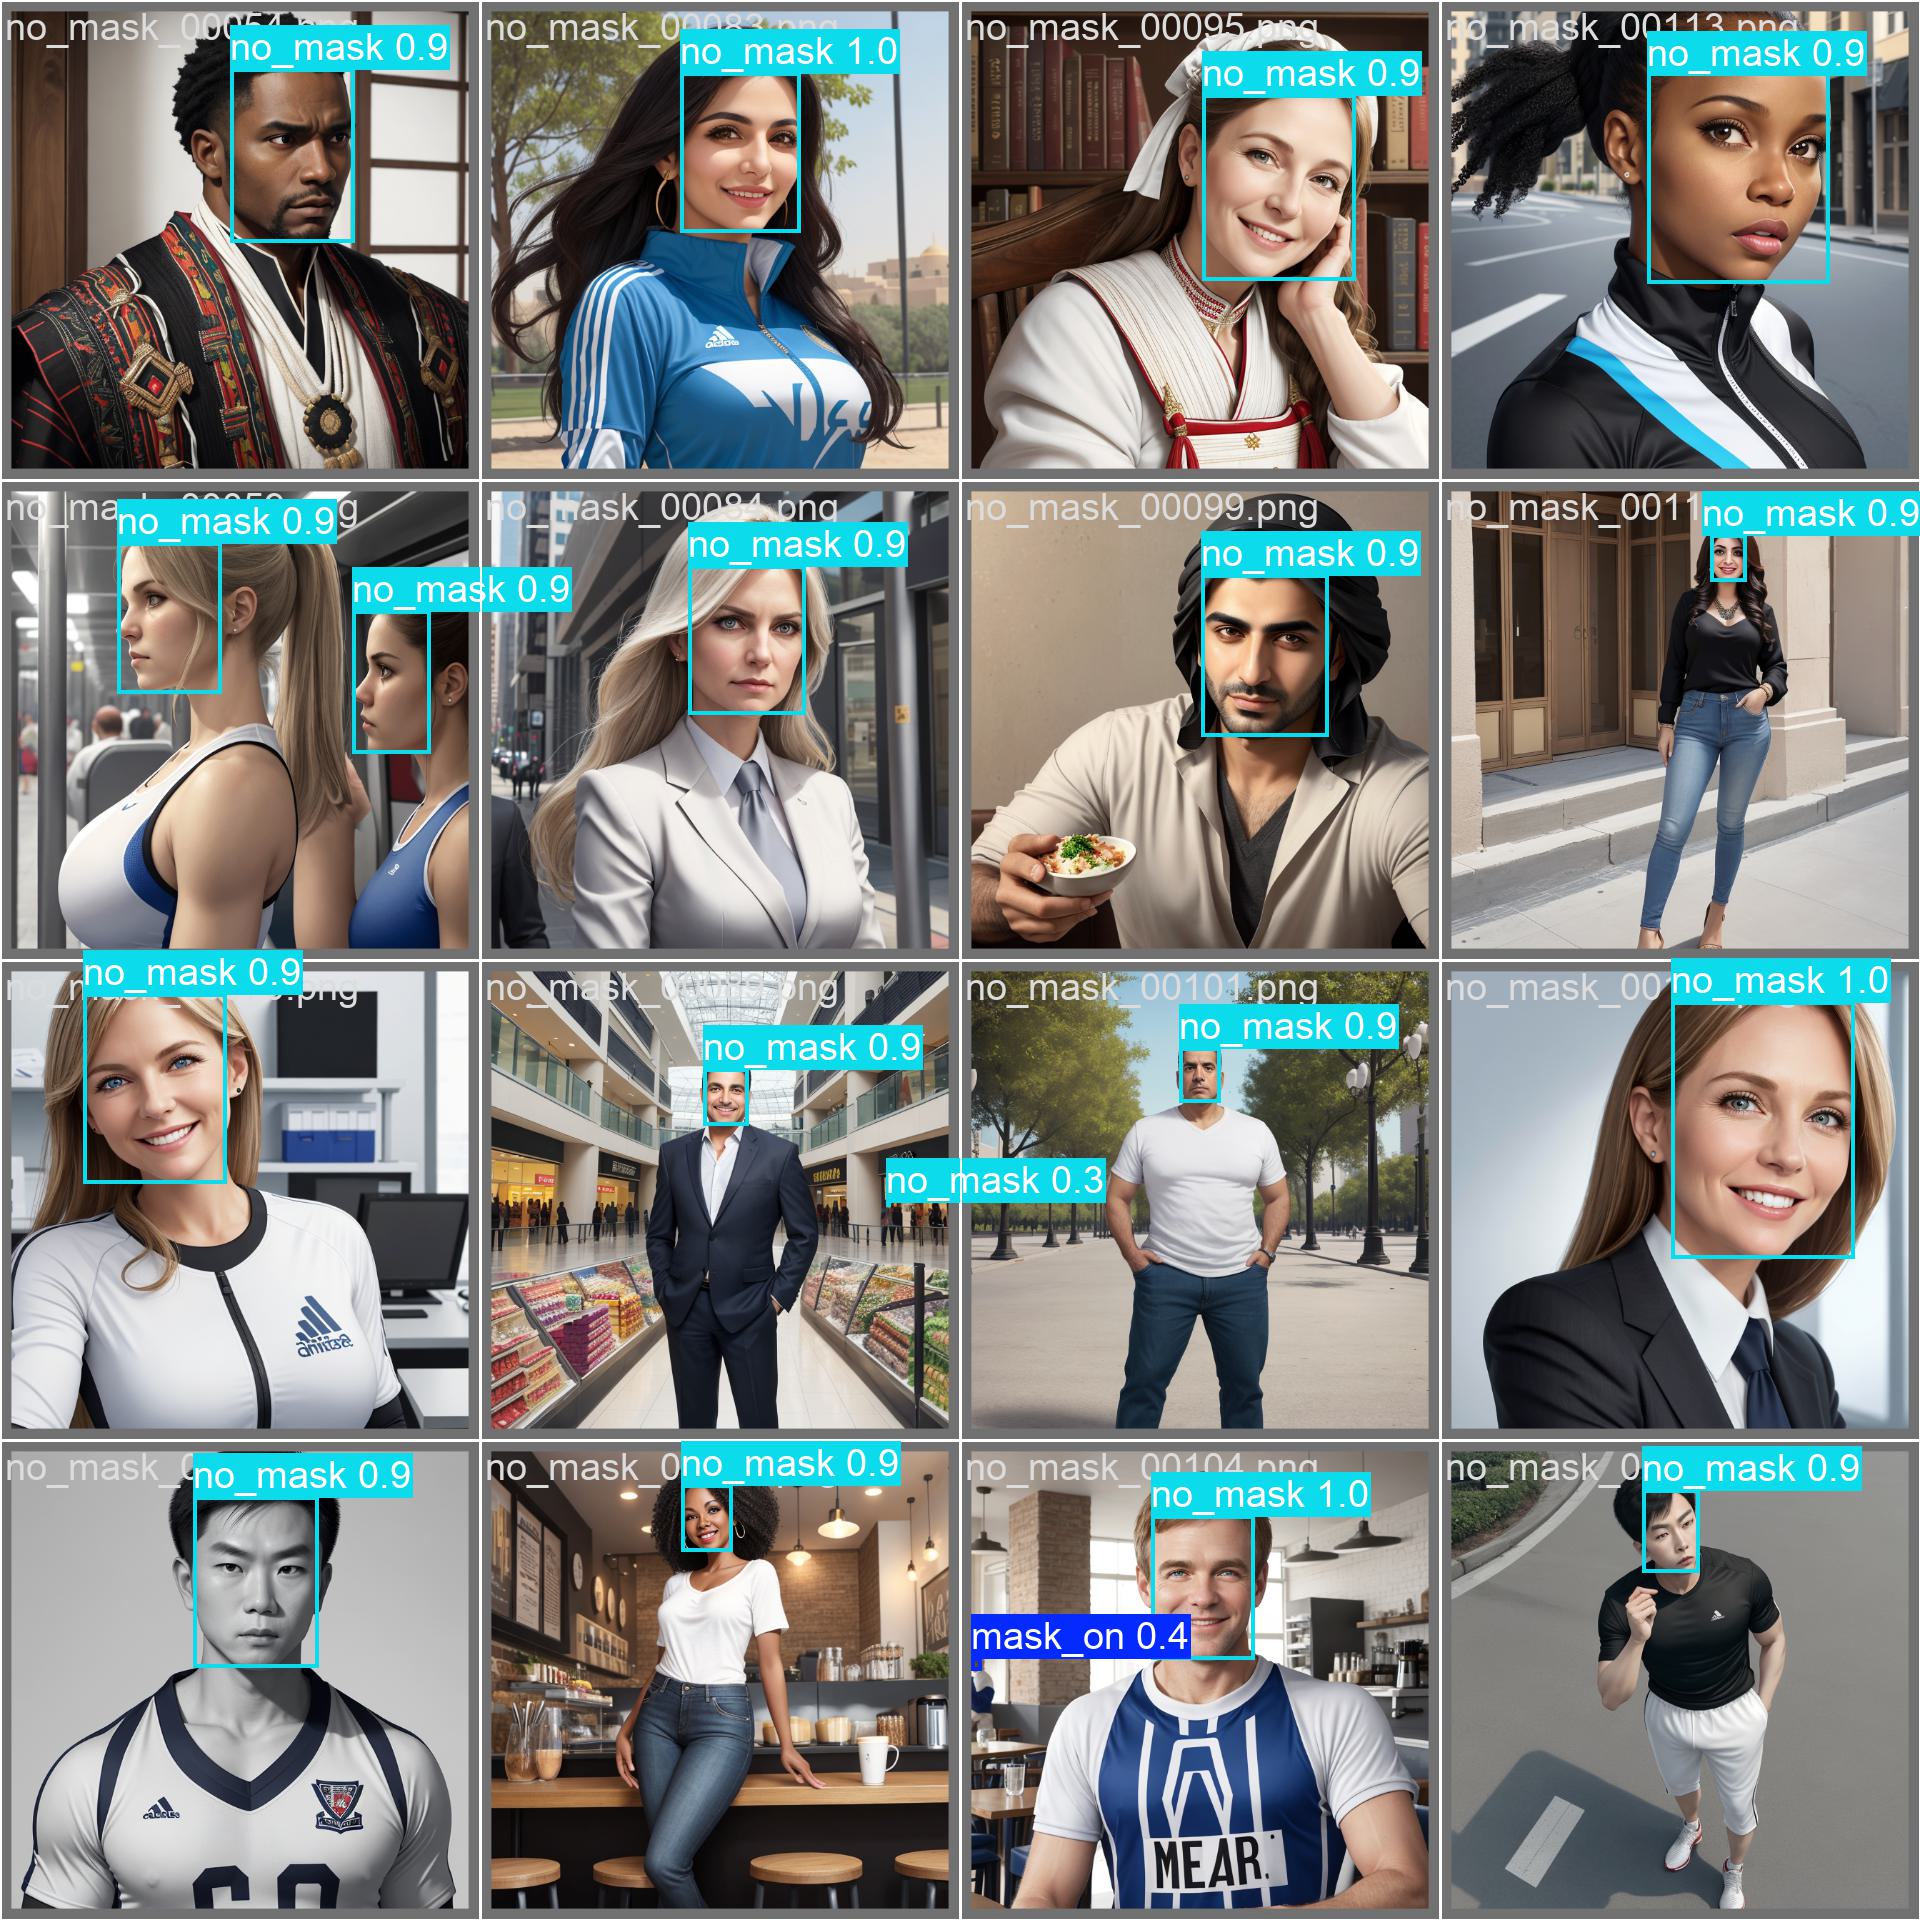 no_mask_00054.png
no_mask 0.9
no_mask_00083.png
no_mask 1.0
no_mask_00095.png
no_mask 0.9
no_mask_00113.png
no_mask 0.9
no_mask 0.9
no_mask 0.9
no_mask_00084.png
no_mask 0.9
no_mask_00099.png
no_mask 0.9
no_mask_0011
no_mask 0.9
no_mask 0.9
.png
no_mask 0.9
no_mask 0.3
no_mask_00101.png
no_mask 0.9
no_mask_00
no_mask 1.0
no_mask_0
no_mask 0.9
no_mask_0
no_mask 0.9
no_mask_00104.png
no_mask 1.0
mask_on 0.4
MEAR.
no_mask_0
no_mask 0.9